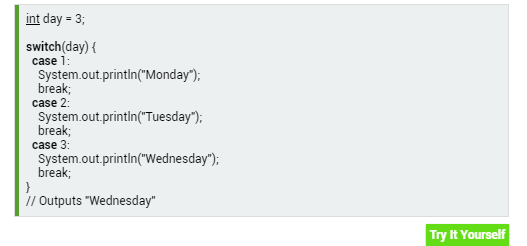 int day = 3;
switch(day) {
case 1:
System.out.println("Monday");
break;
case 2:
System.out.println("Tuesday");
break;
case 3:
System.out.println("Wednesday");
break;
}
// Outputs "Wednesday"
Try It Yourself